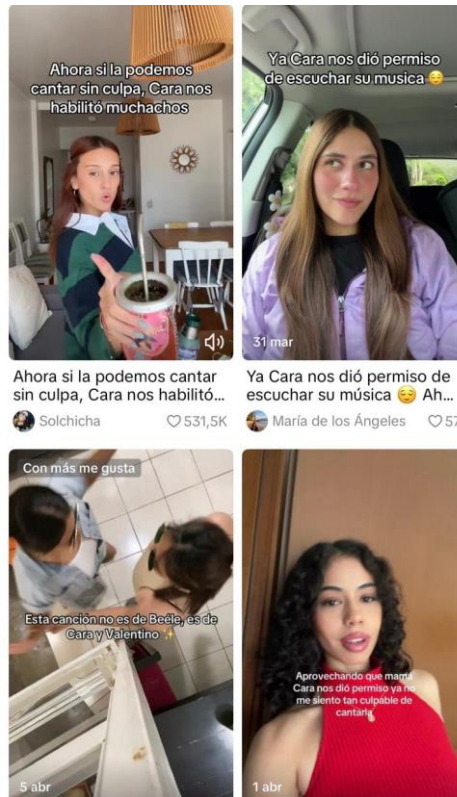 Ahora si la podemos
cantar sin culpa, Cara nos
habilitó muchachos
Ahora si la podemos cantar
sin culpa, Cara nos habilitó...
Solchicha
531,5K
Ya Cara nos dió permiso
de escuchar su musica 😌
31 mar
Ya Cara nos dió permiso de
escuchar su música 😌 Ah...
María de los Ángeles
57
Con más me gusta
Esta canción no es de Beéle, es de
Cara y Valentino ✨
5 abr
Aprovechando que mamá
Cara nos dió permiso ya no
me siento tan culpable de
cantarla
1 abr